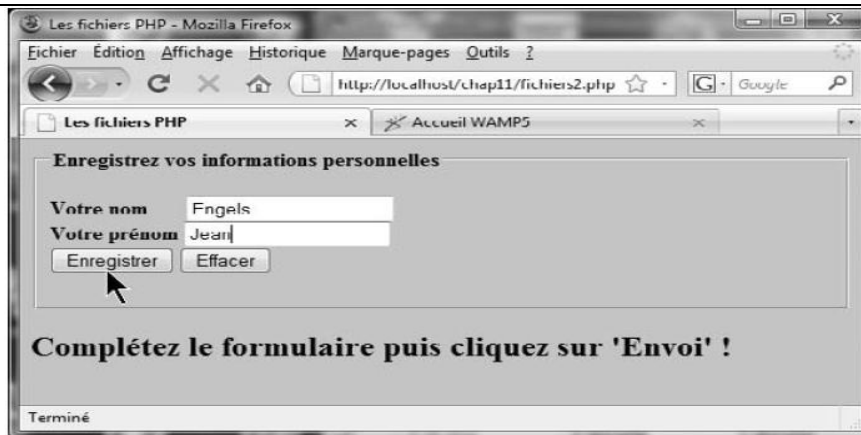 Les fichiers PHP - Mozilla Firefox
Fichier Édition Affichage Historique Marque-pages Outils ?
http://localhost/chap11/fichiers2.php G Google
Les fichiers PHP Accueil WAMP5
Enregistrez vos informations personnelles
Votre nom Engels
Votre prénom Jean
Enregistrer Effacer
Complétez le formulaire puis cliquez sur 'Envoi' !
Terminé